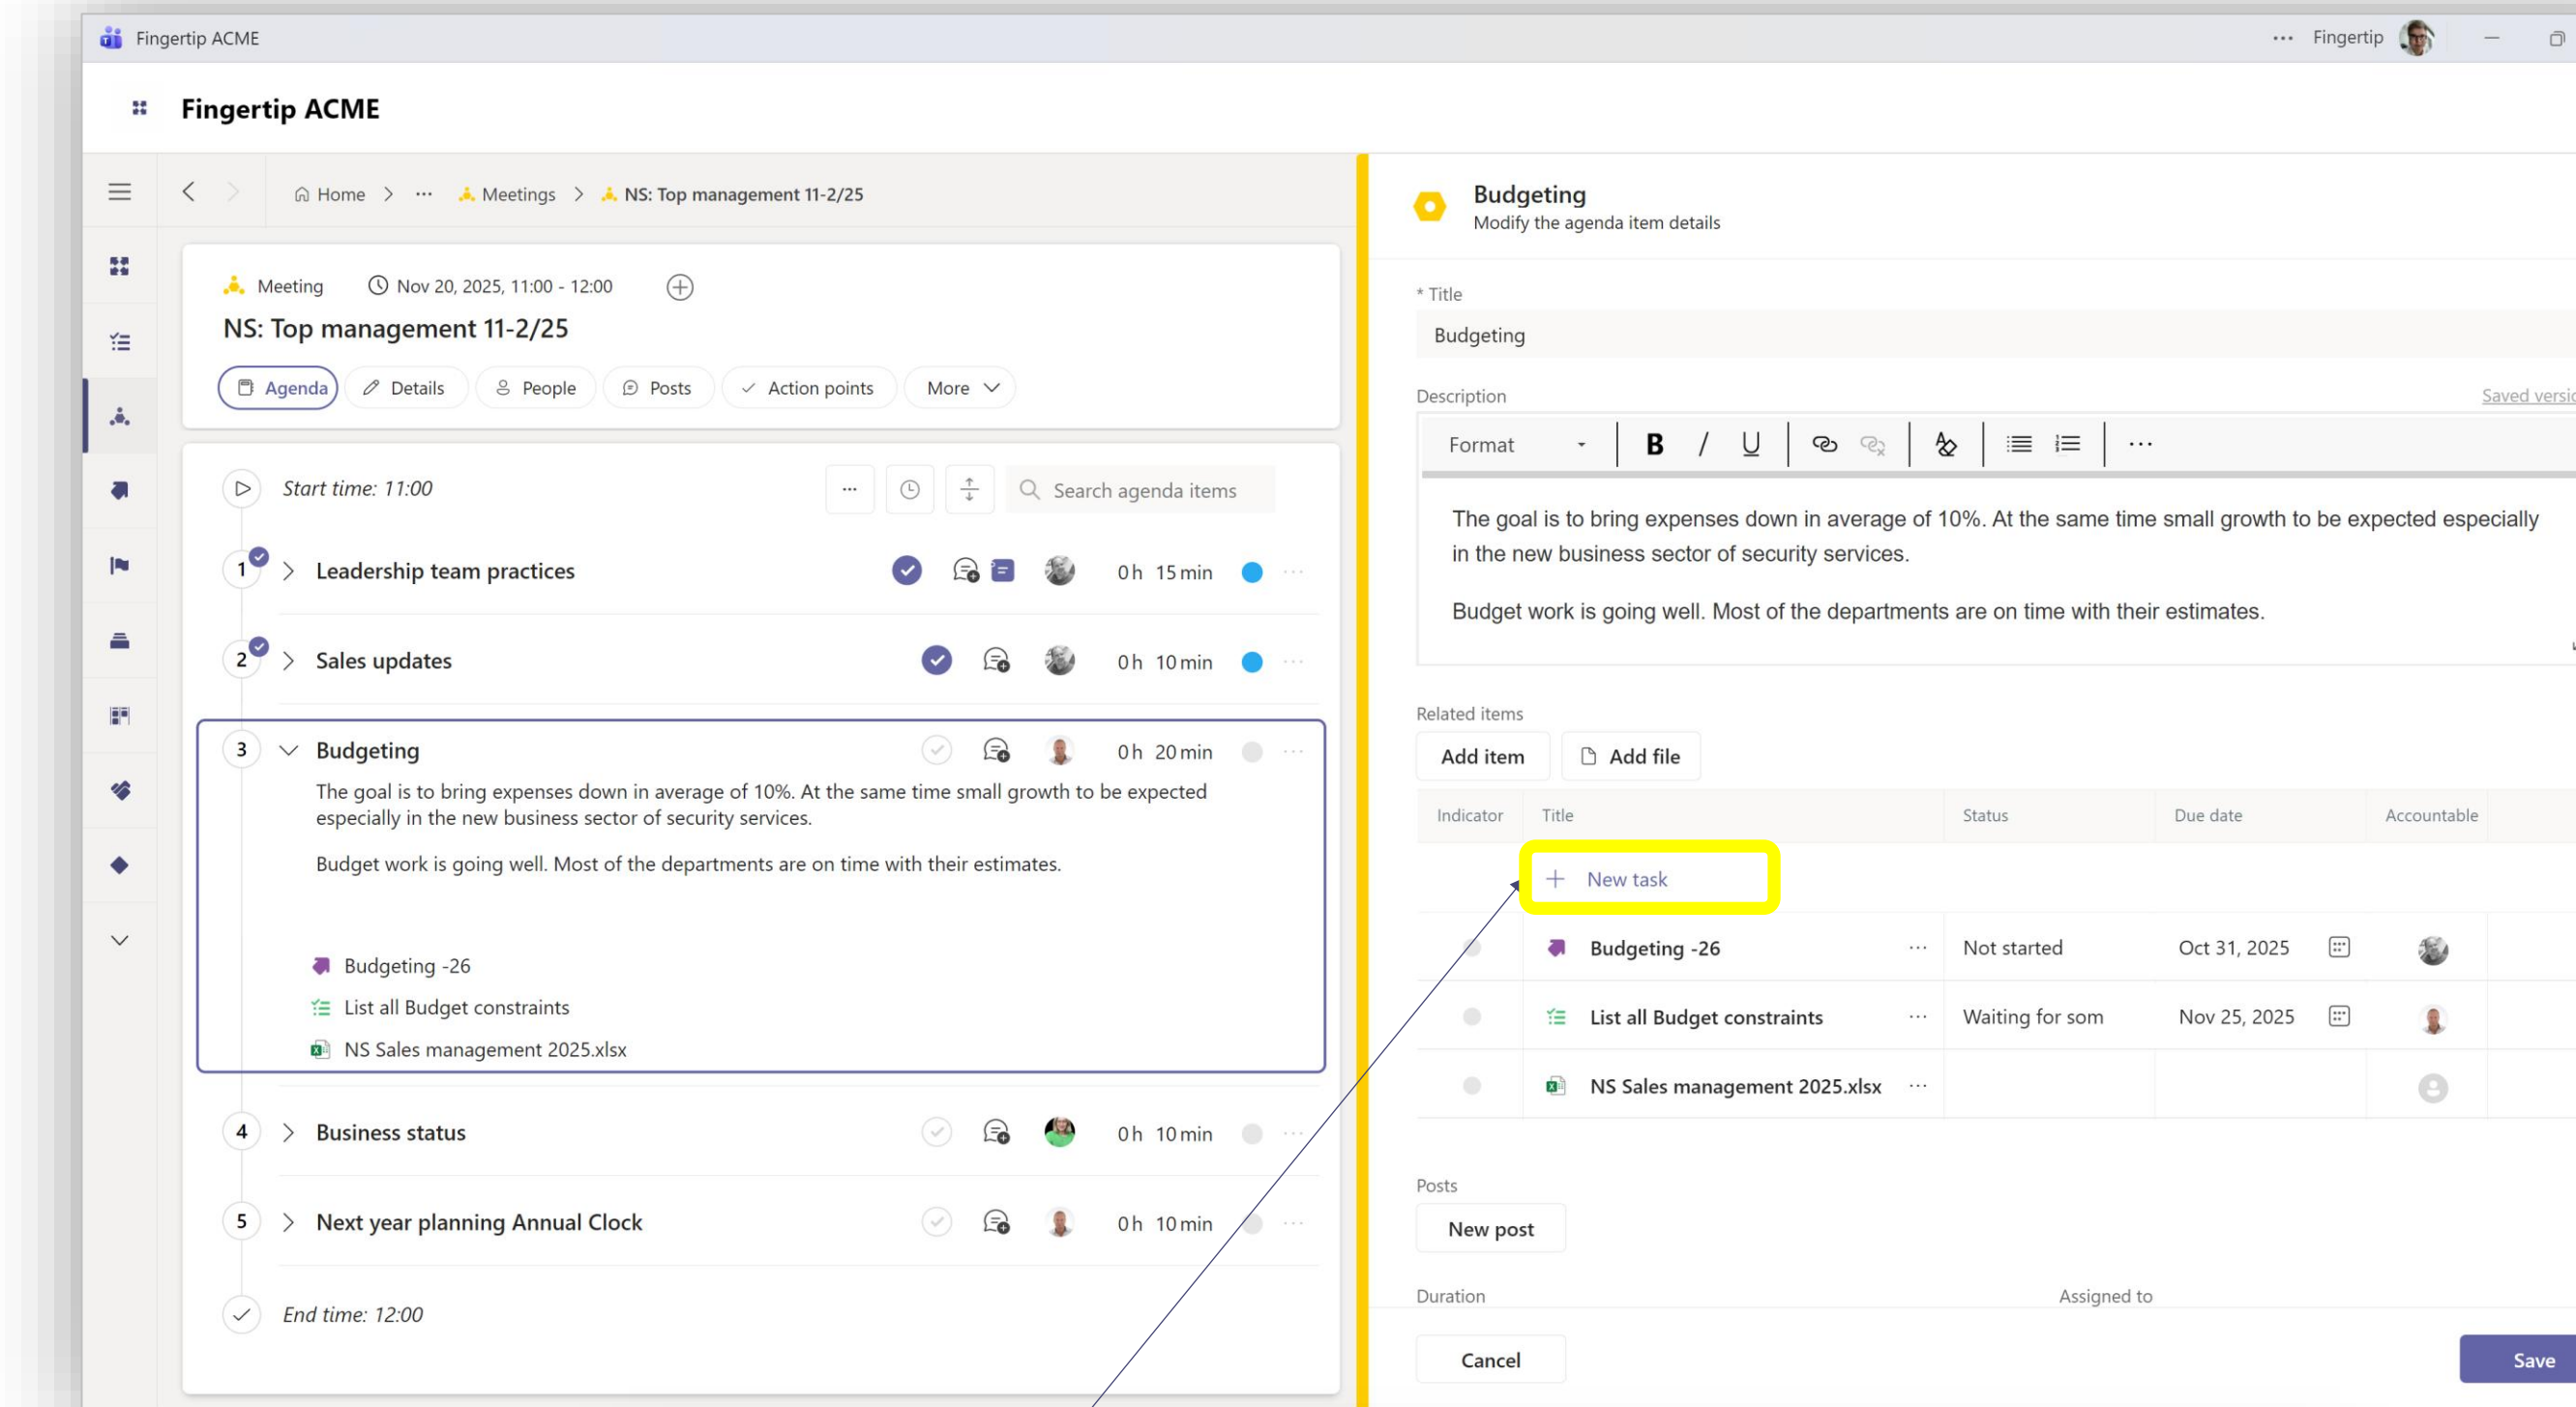 Fingertip ACME
Fingertip
Fingertip ACME
Home > ... Meetings > NS: Top management 11-2/25
Meeting Nov 20, 2025, 11:00 - 12:00
NS: Top management 11-2/25
Agenda Details People Posts Action points More
Start time: 11:00
Search agenda items
1 Leadership team practices 0 h 15 min
2 Sales updates 0 h 10 min
3 Budgeting 0 h 20 min
The goal is to bring expenses down in average of 10%. At the same time small growth to be expected
especially in the new business sector of security services.
Budget work is going well. Most of the departments are on time with their estimates.
Budgeting -26
List all Budget constraints
NS Sales management 2025.xlsx
4 Business status 0 h 10 min
5 Next year planning Annual Clock 0 h 10 min
End time: 12:00
Budgeting
Modify the agenda item details
* Title
Budgeting
Description Saved versio
Format B / U
The goal is to bring expenses down in average of 10%. At the same time small growth to be expected especially
in the new business sector of security services.
Budget work is going well. Most of the departments are on time with their estimates.
Related items
Add item Add file
Indicator Title Status Due date Accountable
+ New task
Budgeting -26 ... Not started Oct 31, 2025
List all Budget constraints ... Waiting for som Nov 25, 2025
NS Sales management 2025.xlsx ...
Posts
New post
Duration Assigned to
Cancel Save